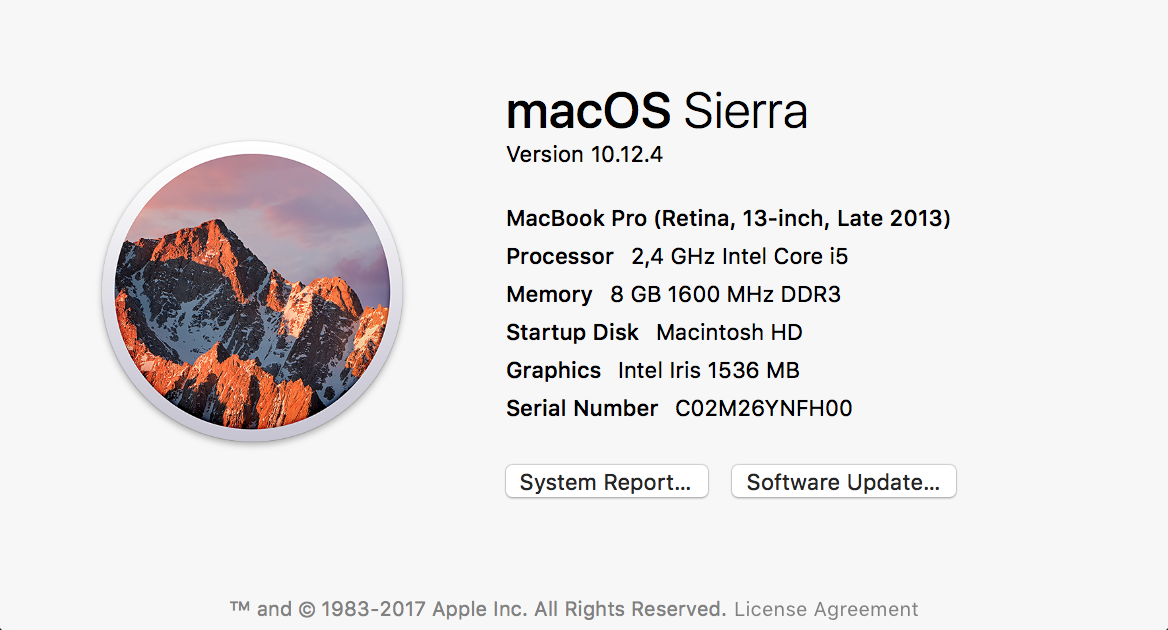 macOS Sierra
Version 10.12.4
MacBook Pro (Retina, 13-inch, Late 2013)
Processor 2,4 GHz Intel Core i5
Memory 8 GB 1600 MHz DDR3
Startup Disk Macintosh HD
Graphics Intel Iris 1536 MB
Serial Number C02M26YNFH00
System Report... Software Update...
™ and © 1983-2017 Apple Inc. All Rights Reserved. License Agreement